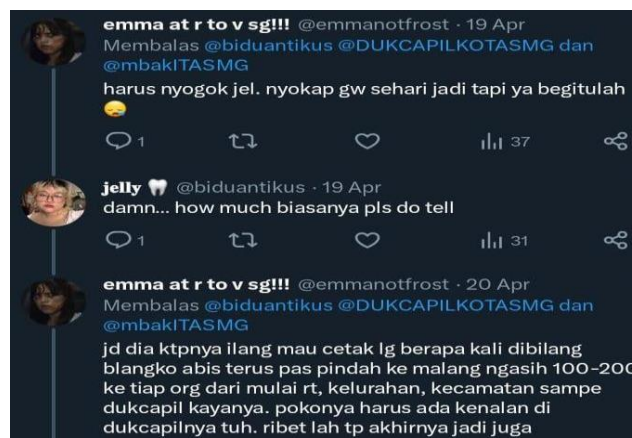 emma at r to v sg!!! @emmanotfrost · 19 Apr
Membalas @biduantikus @DUKCAPILKOTASMG dan
@mbakITASMG
harus nyogok jel. nyokap gw sehari jadi tapi ya begitulah
😪
1 37
jelly 🦷 @biduantikus · 19 Apr
damn... how much biasanya pls do tell
1 31
emma at r to v sg!!! @emmanotfrost · 20 Apr
Membalas @biduantikus @DUKCAPILKOTASMG dan
@mbakITASMG
jd dia ktpnya ilang mau cetak lg berapa kali dibilang
blangko abis terus pas pindah ke malang ngasih 100-200
ke tiap org dari mulai rt, kelurahan, kecamatan sampe
dukcapil kayanya. pokonya harus ada kenalan di
dukcapilnya tuh. ribet lah tp akhirnya jadi juga